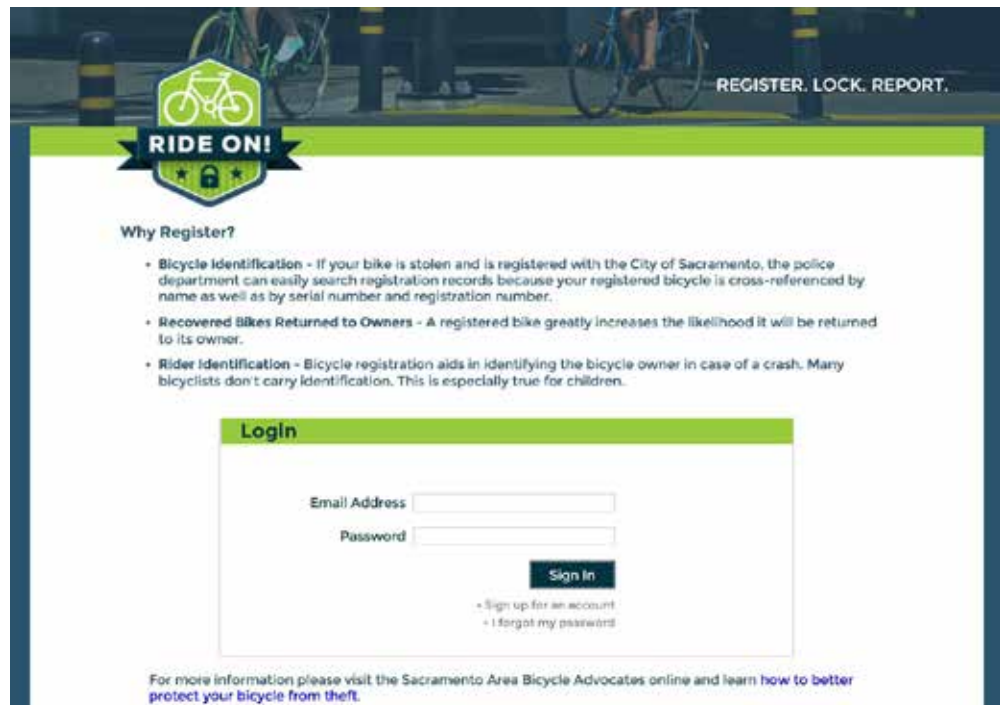 REGISTER. LOCK. REPORT.
RIDE ON!
Why Register?
• Bicycle Identification - If your bike is stolen and is registered with the City of Sacramento, the police
department can easily search registration records because your registered bicycle is cross-referenced by
name as well as by serial number and registration number.
• Recovered Bikes Returned to Owners - A registered bike greatly increases the likelihood it will be returned
to its owner.
• Rider Identification - Bicycle registration aids in identifying the bicycle owner in case of a crash. Many
bicyclists don't carry identification. This is especially true for children.
Login
Email Address
Password
Sign In
• Sign up for an account
• I forgot my password
For more information please visit the Sacramento Area Bicycle Advocates online and learn how to better
protect your bicycle from theft.